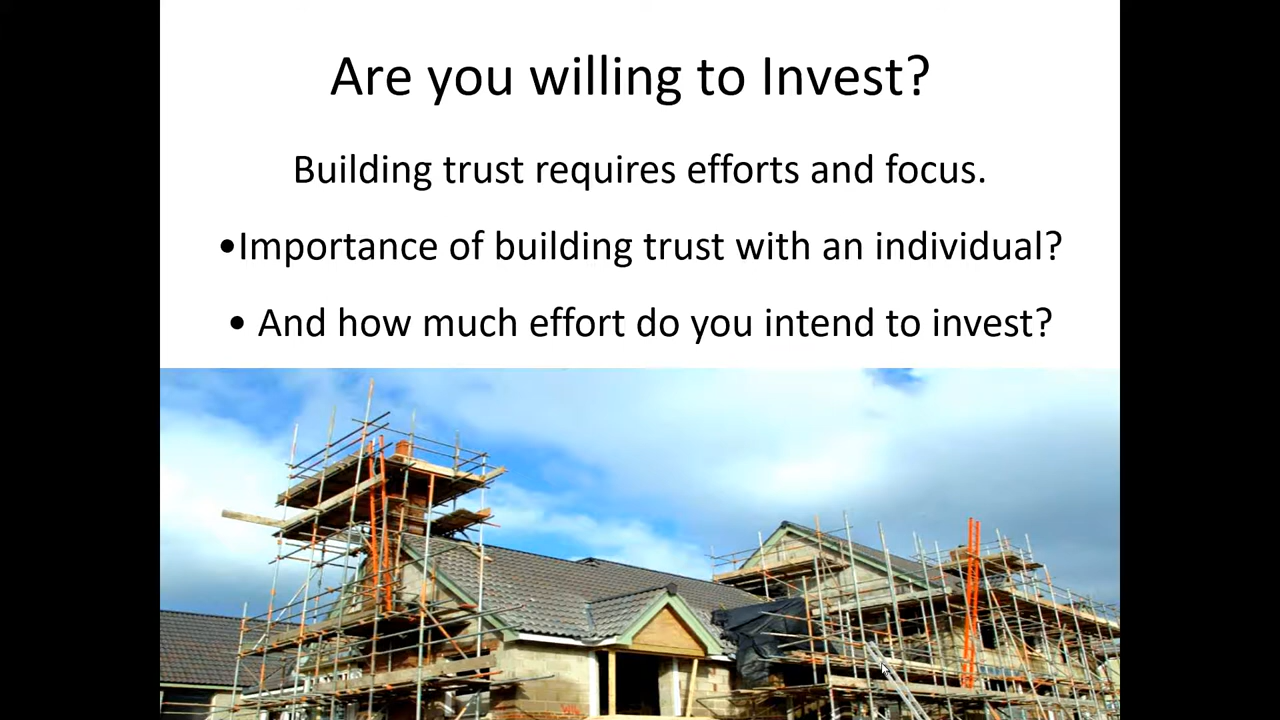 Are you willing to Invest?
Building trust requires efforts and focus.
•Importance of building trust with an individual?
• And how much effort do you intend to invest?